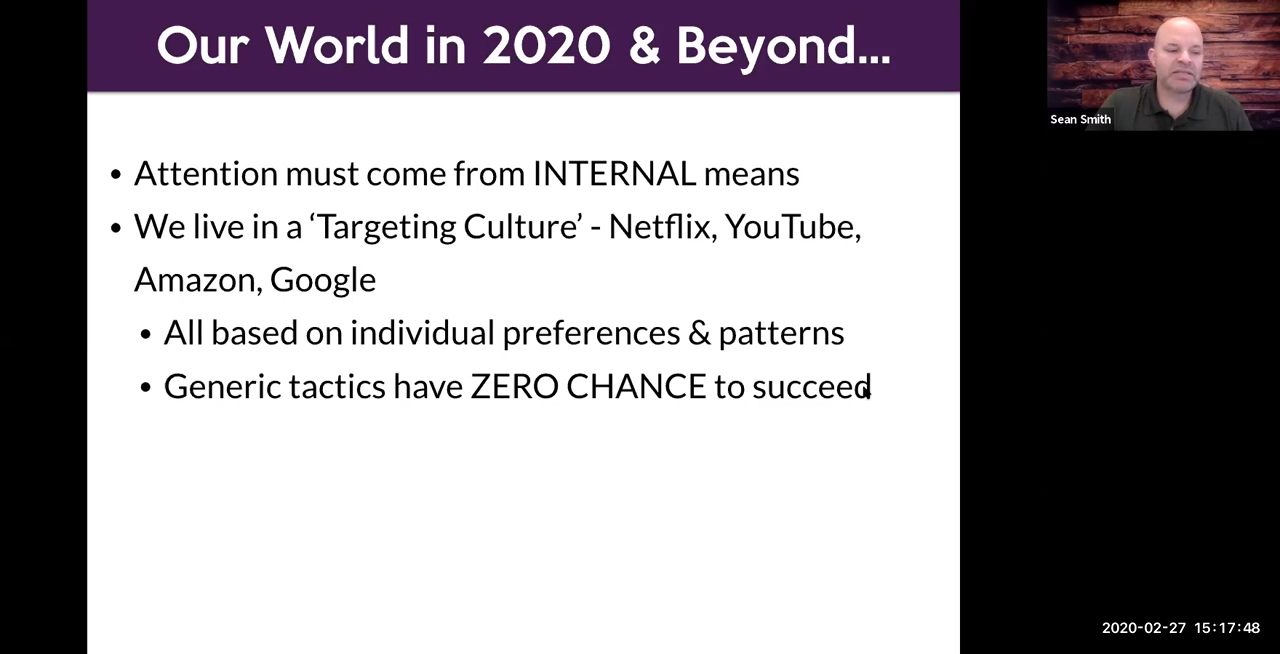 Our World in 2020 & Beyond...
Sean Smith
• Attention must come from INTERNAL means
• We live in a ‘Targeting Culture’ - Netflix, YouTube,
Amazon, Google
• All based on individual preferences & patterns
• Generic tactics have ZERO CHANCE to succeed
2020-02-27 15:17:48